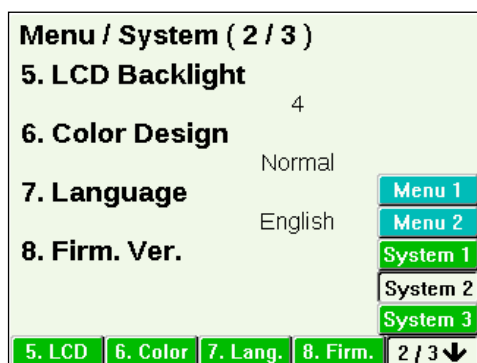 Menu / System ( 2 / 3 )
5. LCD Backlight
4
6. Color Design
Normal
7. Language
English
8. Firm. Ver.
Menu 1
Menu 2
System 1
System 2
System 3
5. LCD 6. Color 7. Lang. 8. Firm. 2 / 3 ↓